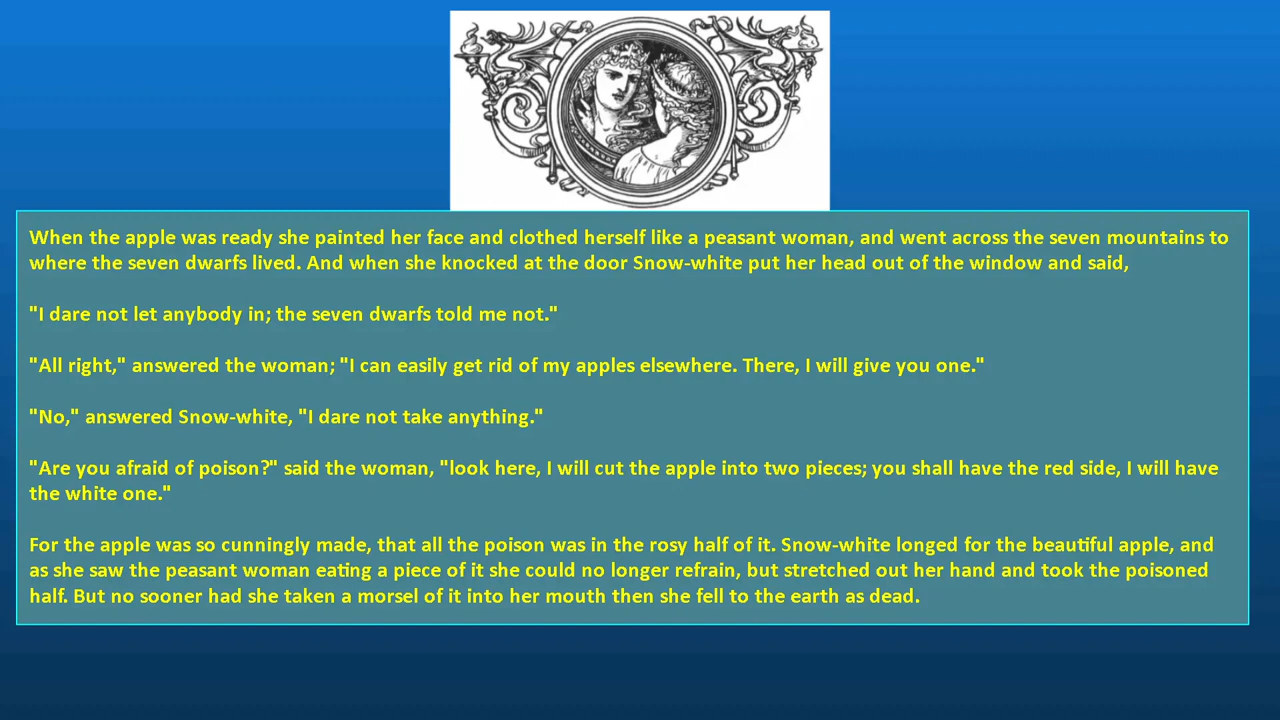 When the apple was ready she painted her face and clothed herself like a peasant woman, and went across the seven mountains to
where the seven dwarfs lived. And when she knocked at the door Snow-white put her head out of the window and said,
"I dare not let anybody in; the seven dwarfs told me not."
"All right," answered the woman; "I can easily get rid of my apples elsewhere. There, I will give you one."
"No," answered Snow-white, "I dare not take anything."
"Are you afraid of poison?" said the woman, "look here, I will cut the apple into two pieces; you shall have the red side, I will have
the white one."
For the apple was so cunningly made, that all the poison was in the rosy half of it. Snow-white longed for the beautiful apple, and
as she saw the peasant woman eating a piece of it she could no longer refrain, but stretched out her hand and took the poisoned
half. But no sooner had she taken a morsel of it into her mouth then she fell to the earth as dead.